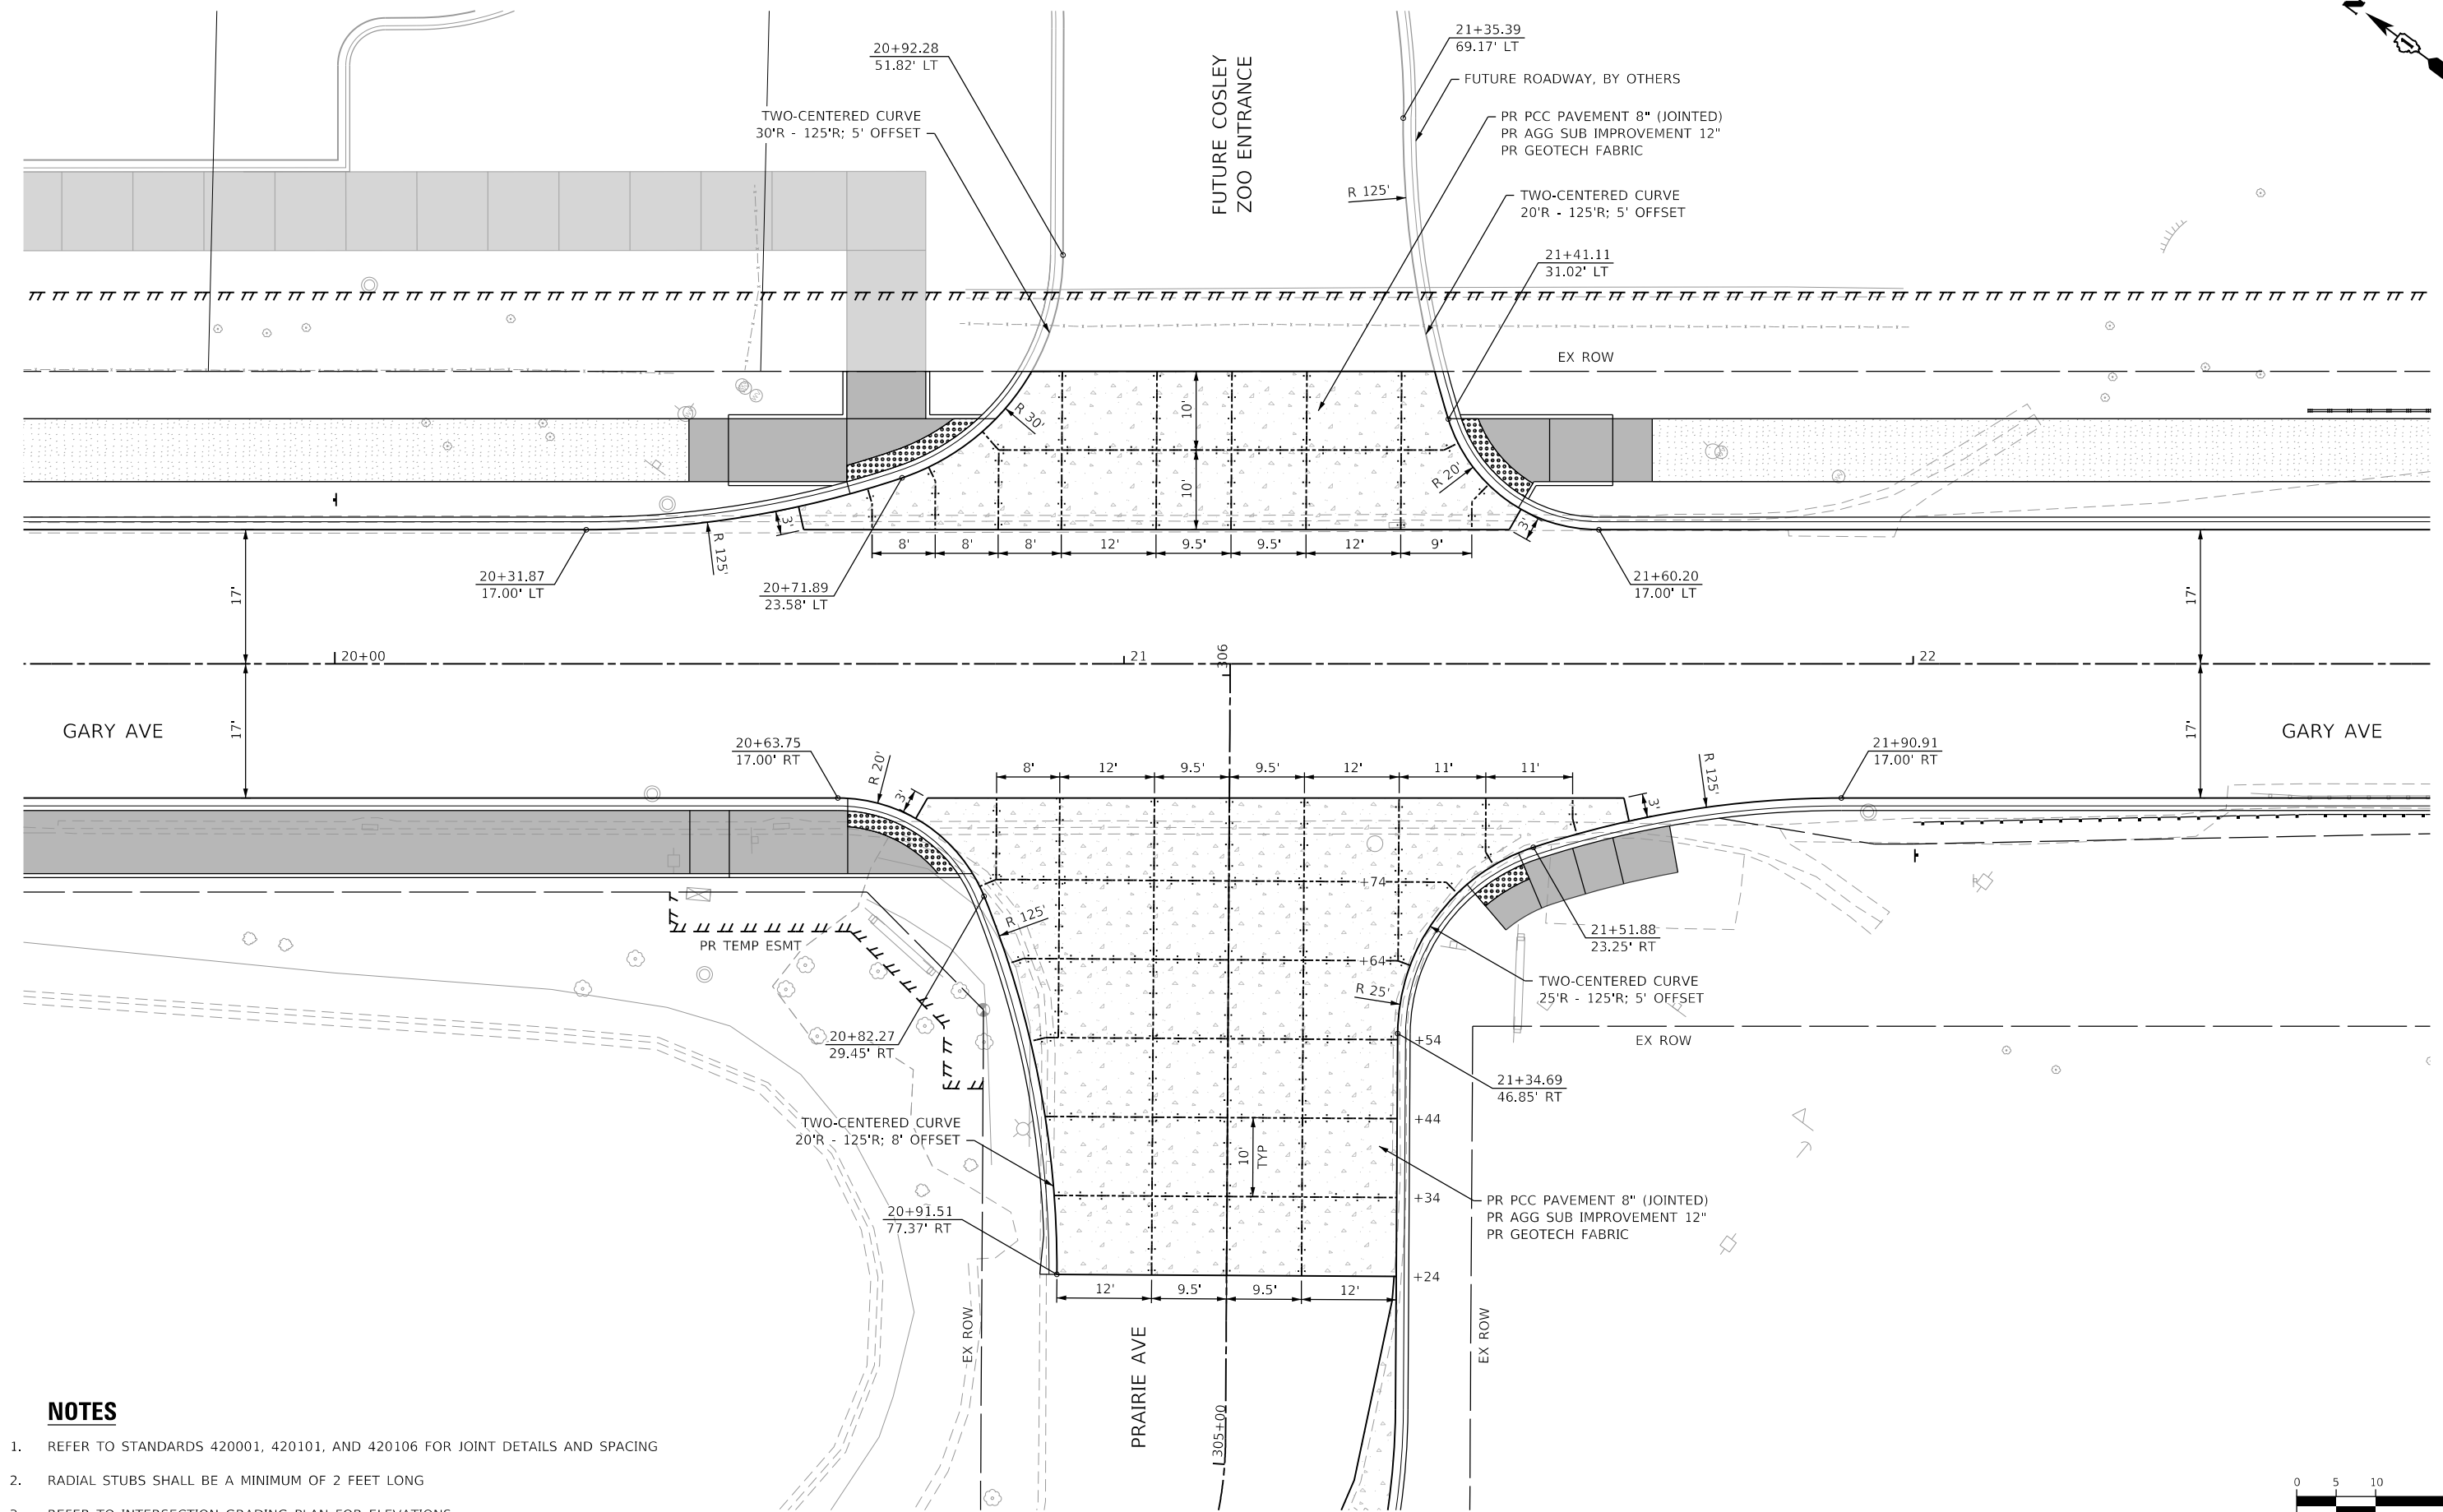 20+92.28
51.82' LT
21+35.39
69.17' LT
FUTURE ROADWAY, BY OTHERS
TWO-CENTERED CURVE
30'R - 125'R; 5' OFFSET
FUTURE COSLEY
ZOO ENTRANCE
PR PCC PAVEMENT 8" (JOINTED)
PR AGG SUB IMPROVEMENT 12"
PR GEOTECH FABRIC
R 125'
TWO-CENTERED CURVE
20'R - 125'R; 5' OFFSET
21+41.11
31.02' LT
EX ROW
R 30'
10'
R 20'
10'
3'
3'
R 125'
8'
8'
8'
12'
9.5'
9.5'
12'
9'
20+31.87
17.00' LT
20+71.89
23.58' LT
21+60.20
17.00' LT
17'
17'
20+00
21
306
22
GARY AVE
17'
17'
GARY AVE
20+63.75
17.00' RT
R 20'
3'
8'
12'
9.5'
9.5'
12'
11'
11'
R 125'
3'
21+90.91
17.00' RT
+74
R 125'
PR TEMP ESMT
21+51.88
23.25' RT
+64
TWO-CENTERED CURVE
25'R - 125'R; 5' OFFSET
R 25'
20+82.27
29.45' RT
+54
EX ROW
21+34.69
46.85' RT
TWO-CENTERED CURVE
20'R - 125'R; 8' OFFSET
+44
10'
TYP
+34
PR PCC PAVEMENT 8" (JOINTED)
PR AGG SUB IMPROVEMENT 12"
PR GEOTECH FABRIC
20+91.51
77.37' RT
+24
12'
9.5'
9.5'
12'
EX ROW
EX ROW
PRAIRIE AVE
305+00
NOTES
1. REFER TO STANDARDS 420001, 420101, AND 420106 FOR JOINT DETAILS AND SPACING
2. RADIAL STUBS SHALL BE A MINIMUM OF 2 FEET LONG
REFER TO INTERSECTION GRADING PLAN FOR ELEVATIONS
0 5 10